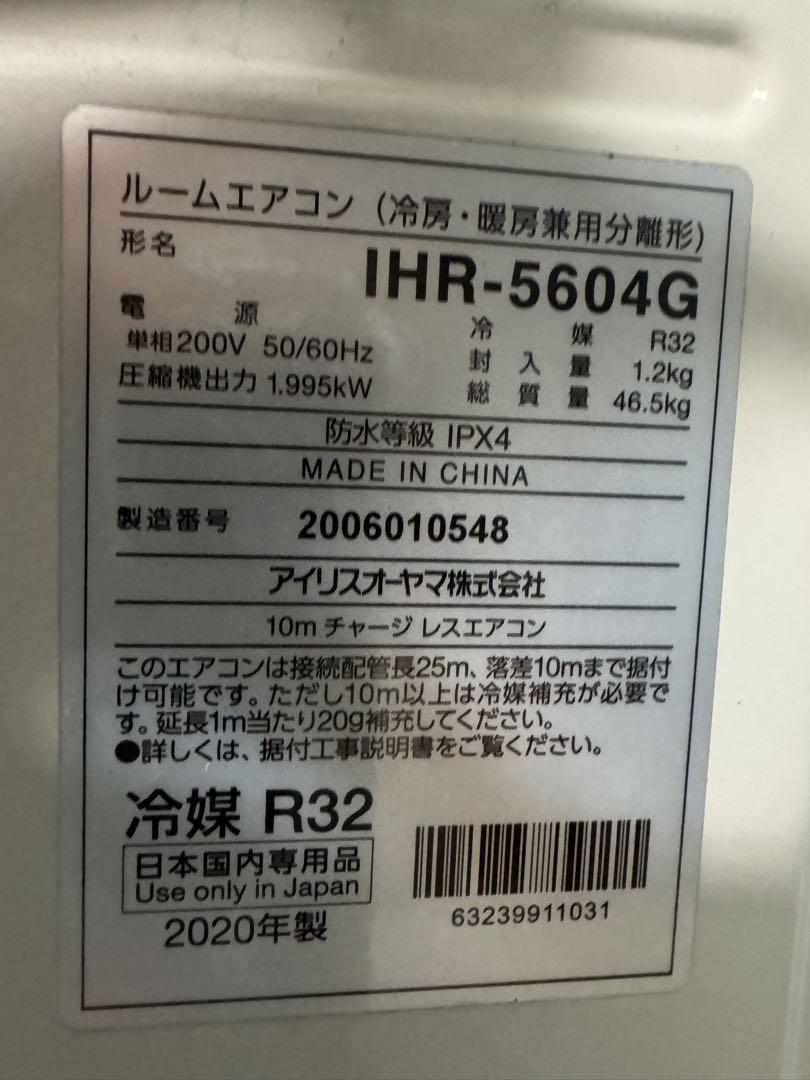 ルームエアコン（冷房・暖房兼用分離形）
形名
IHR-5604G
電源
単相200V 50/60Hz
圧縮機出力 1.995kW
冷媒 R32
封入量 1.2kg
総質量 46.5kg
防水等級 IPX4
MADE IN CHINA
製造番号 2006010548
アイリスオーヤマ株式会社
10m チャージレスエアコン
このエアコンは接続配管長25m、落差10mまで据付
け可能です。ただし10m以上は冷媒補充が必要で
す。延長1m当たり20g補充してください。
●詳しくは、据付工事説明書をご覧ください。
冷媒 R32
日本国内専用品
Use only in Japan
2020年製
63239911031